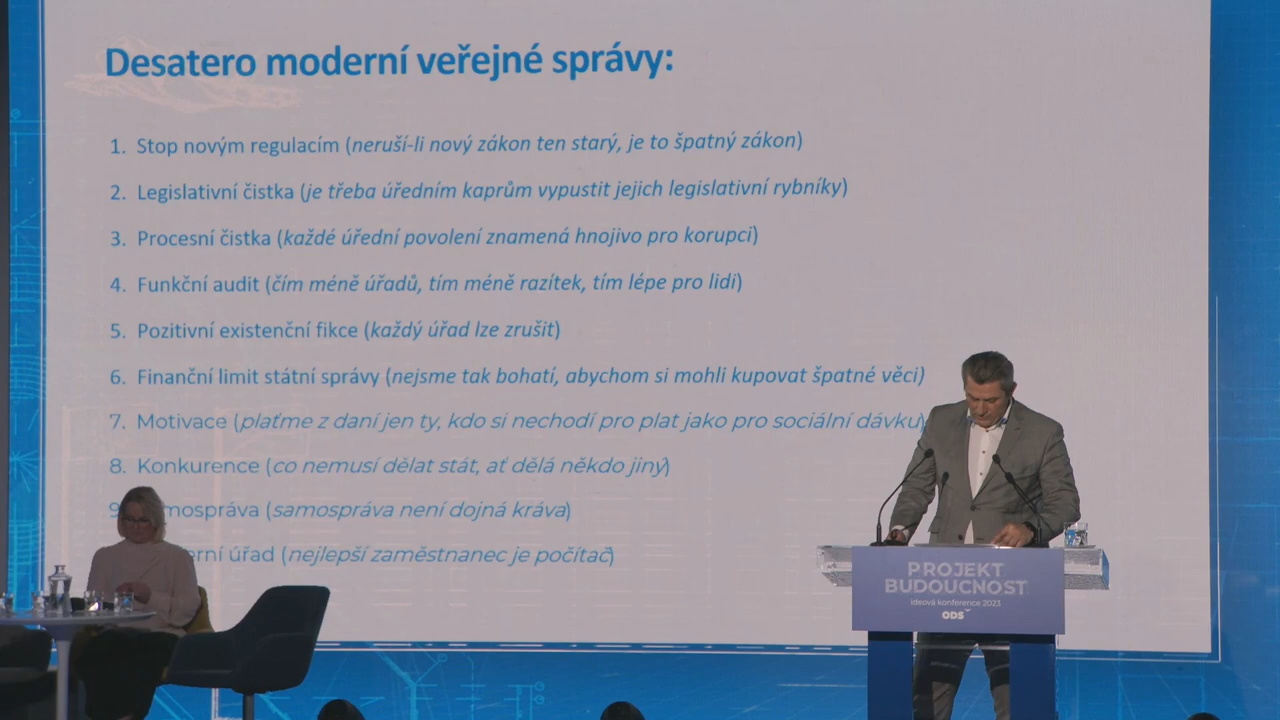 Desatero moderní veřejné správy:
1. Stop novým regulacím (neruší-li nový zákon ten starý, je to špatný zákon)
2. Legislativní čistka (je třeba úředním kaprům vypustit jejich legislativní rybníky)
3. Procesní čistka (každé úřední povolení znamená hnojivo pro korupci)
4. Funkční audit (čím méně úřadů, tím méně razítek, tím lépe pro lidi)
5. Pozitivní existenční fikce (každý úřad lze zrušit)
6. Finanční limit státní správy (nejsme tak bohatí, abychom si mohli kupovat špatné věci)
7. Motivace (plaťme z daní jen ty, kdo si nechodí pro plat jako pro sociální dávku)
8. Konkurence (co nemusí dělat stát, ať dělá někdo jiný)
9 mospráva (samospráva není dojná kráva)
erní úřad (nejlepší zaměstnanec je počítač)
PROJEKT
BUDOUCNOST
ideová konference 2023
ODS